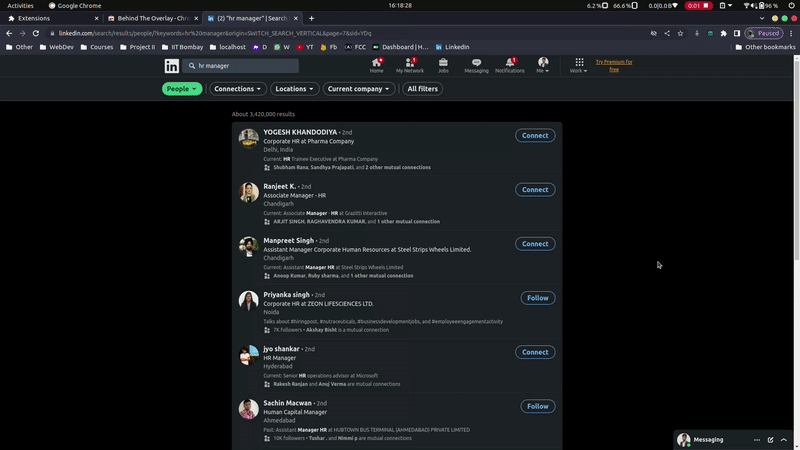 Activities Google Chrome 16:18:28 6.2% 66.6% 0.0|0.0 B 0:01 96 %
Extensions Behind The Overlay - Chro (2) "hr manager" | Search |
linkedin.com/search/results/people/?keywords=hr%20manager&origin=SWITCH_SEARCH_VERTICAL&page=7&sid=YDq Paused
Other WebDev Courses Project II IIT Bombay localhost D W YT Fb (A) FCC Dashboard | H... LinkedIn Other bookmarks
in hr manager Home My Network Jobs Messaging Notifications Me Work Try Premium for
free
People Connections Locations Current company All filters
About 3,420,000 results
YOGESH KHANDODIYA • 2nd
Corporate HR at Pharma Company
Delhi, India
Current: HR Trainee Executive at Pharma Company
Shubham Rana, Sandhya Prajapati, and 2 other mutual connections
Connect
Ranjeet K. • 2nd
Associate Manager - HR
Chandigarh
Current: Associate Manager - HR at Grazitti Interactive
ARJIT SINGH, RAGHAVENDRA KUMAR, and 1 other mutual connection
Connect
Manpreet Singh • 2nd
Assistant Manager Corporate Human Resources at Steel Strips Wheels Limited.
Chandigarh
Current: Assistant Manager HR at Steel Strips Wheels Limited
Anoop Kumar, Ruby sharma, and 1 other mutual connection
Connect
Priyanka singh • 2nd
Corporate HR at ZEON LIFESCIENCES LTD.
Noida
Talks about #hiringpost, #nutraceuticals, #businessdevelopmentjobs, and #employeeengagementactivity
7K Followers • Akshay Bisht is a mutual connection
Follow
jyo shankar • 2nd
HR Manager
Hyderabad
Current: Senior HR operations advisor at Microsoft
Rakesh Ranjan and Anuj Verma are mutual connections
Connect
Sachin Macwan • 2nd
Human Capital Manager
Ahmedabad
Past: Assistant Manager HR at HUBTOWN BUS TERMINAL (AHMEDABAD) PRIVATE LIMITED
10K followers • Tushar . and Nimmi p are mutual connections
Follow
Messaging